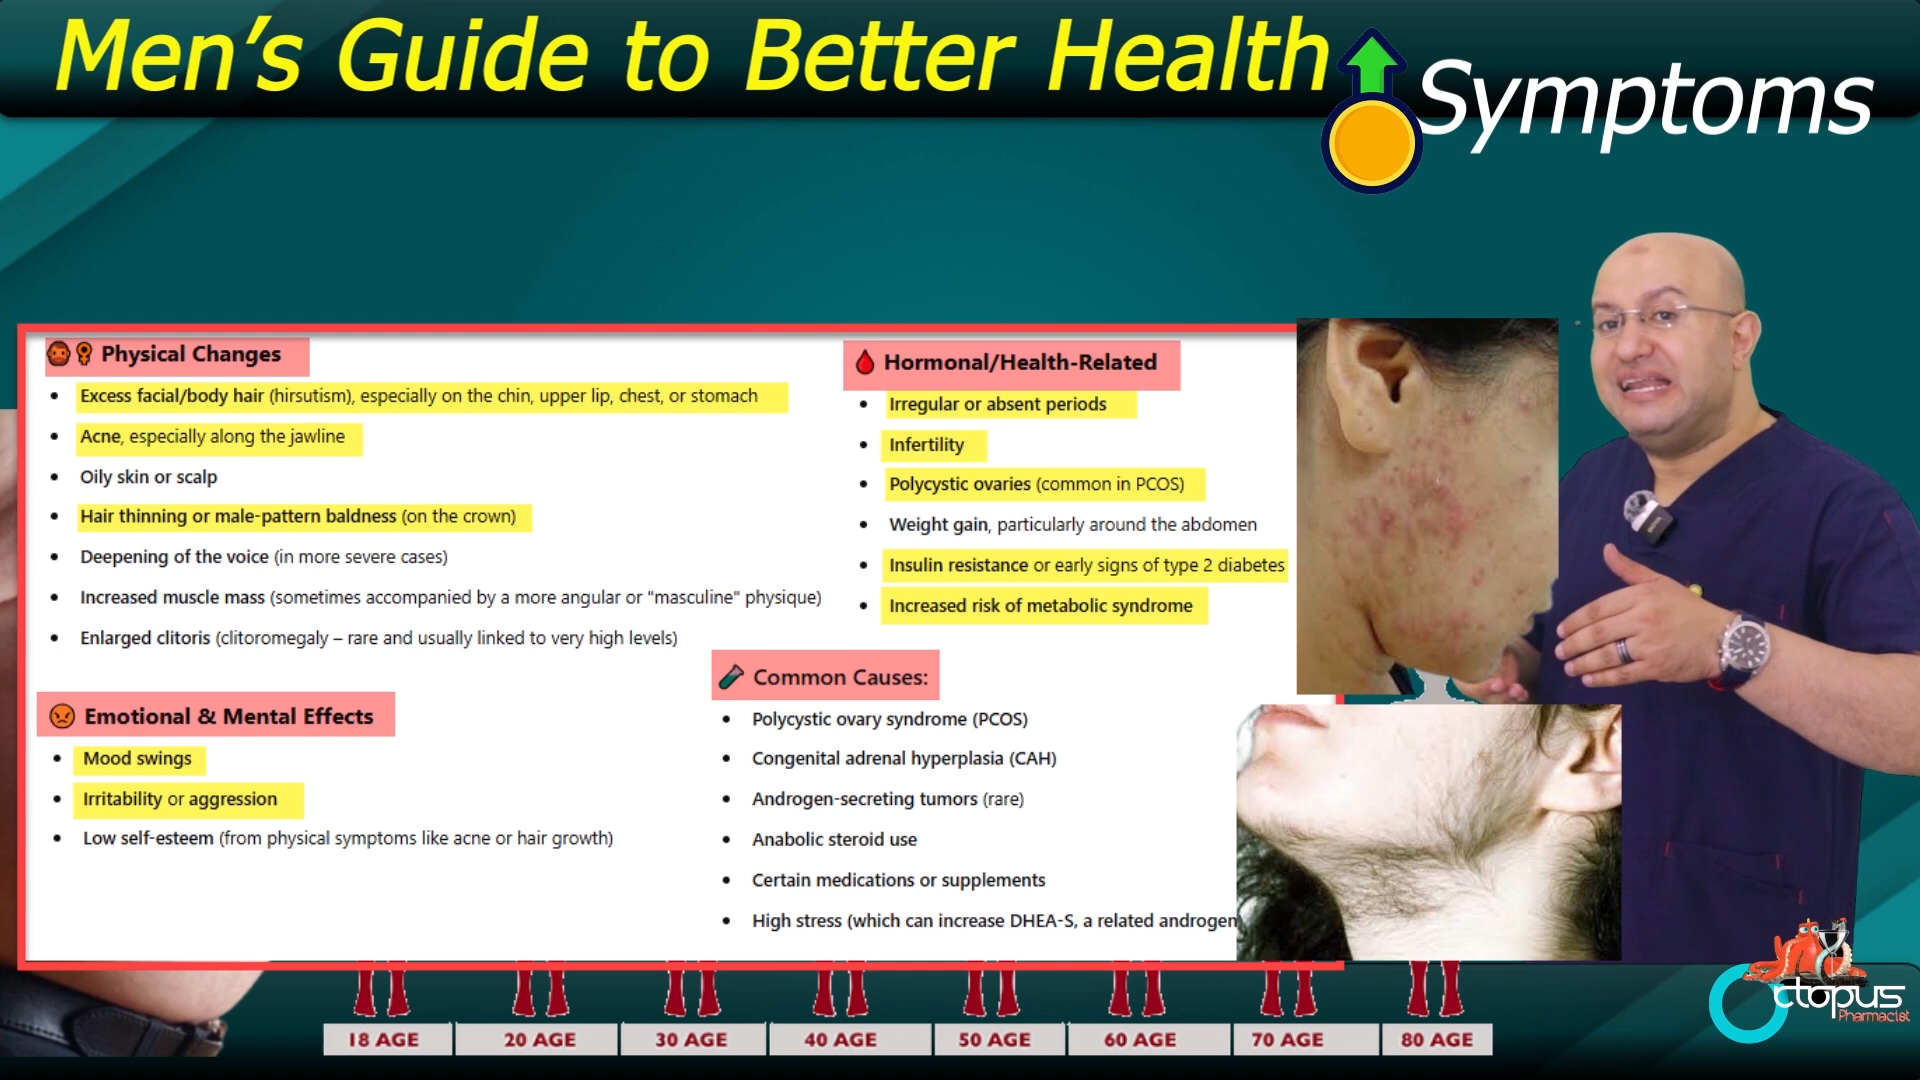 Men’s Guide to Better Health
Symptoms
Physical Changes
Excess facial/body hair (hirsutism), especially on the chin, upper lip, chest, or stomach
Acne, especially along the jawline
Oily skin or scalp
Hair thinning or male-pattern baldness (on the crown)
Deepening of the voice (in more severe cases)
Increased muscle mass (sometimes accompanied by a more angular or "masculine" physique)
Enlarged clitoris (clitoromegaly – rare and usually linked to very high levels)
Emotional & Mental Effects
Mood swings
Irritability or aggression
Low self-esteem (from physical symptoms like acne or hair growth)
Hormonal/Health-Related
Irregular or absent periods
Infertility
Polycystic ovaries (common in PCOS)
Weight gain, particularly around the abdomen
Insulin resistance or early signs of type 2 diabetes
Increased risk of metabolic syndrome
Common Causes:
Polycystic ovary syndrome (PCOS)
Congenital adrenal hyperplasia (CAH)
Androgen-secreting tumors (rare)
Anabolic steroid use
Certain medications or supplements
High stress (which can increase DHEA-S, a related androgen
18 AGE
20 AGE
30 AGE
40 AGE
50 AGE
60 AGE
70 AGE
80 AGE
Octopus
Pharmacist